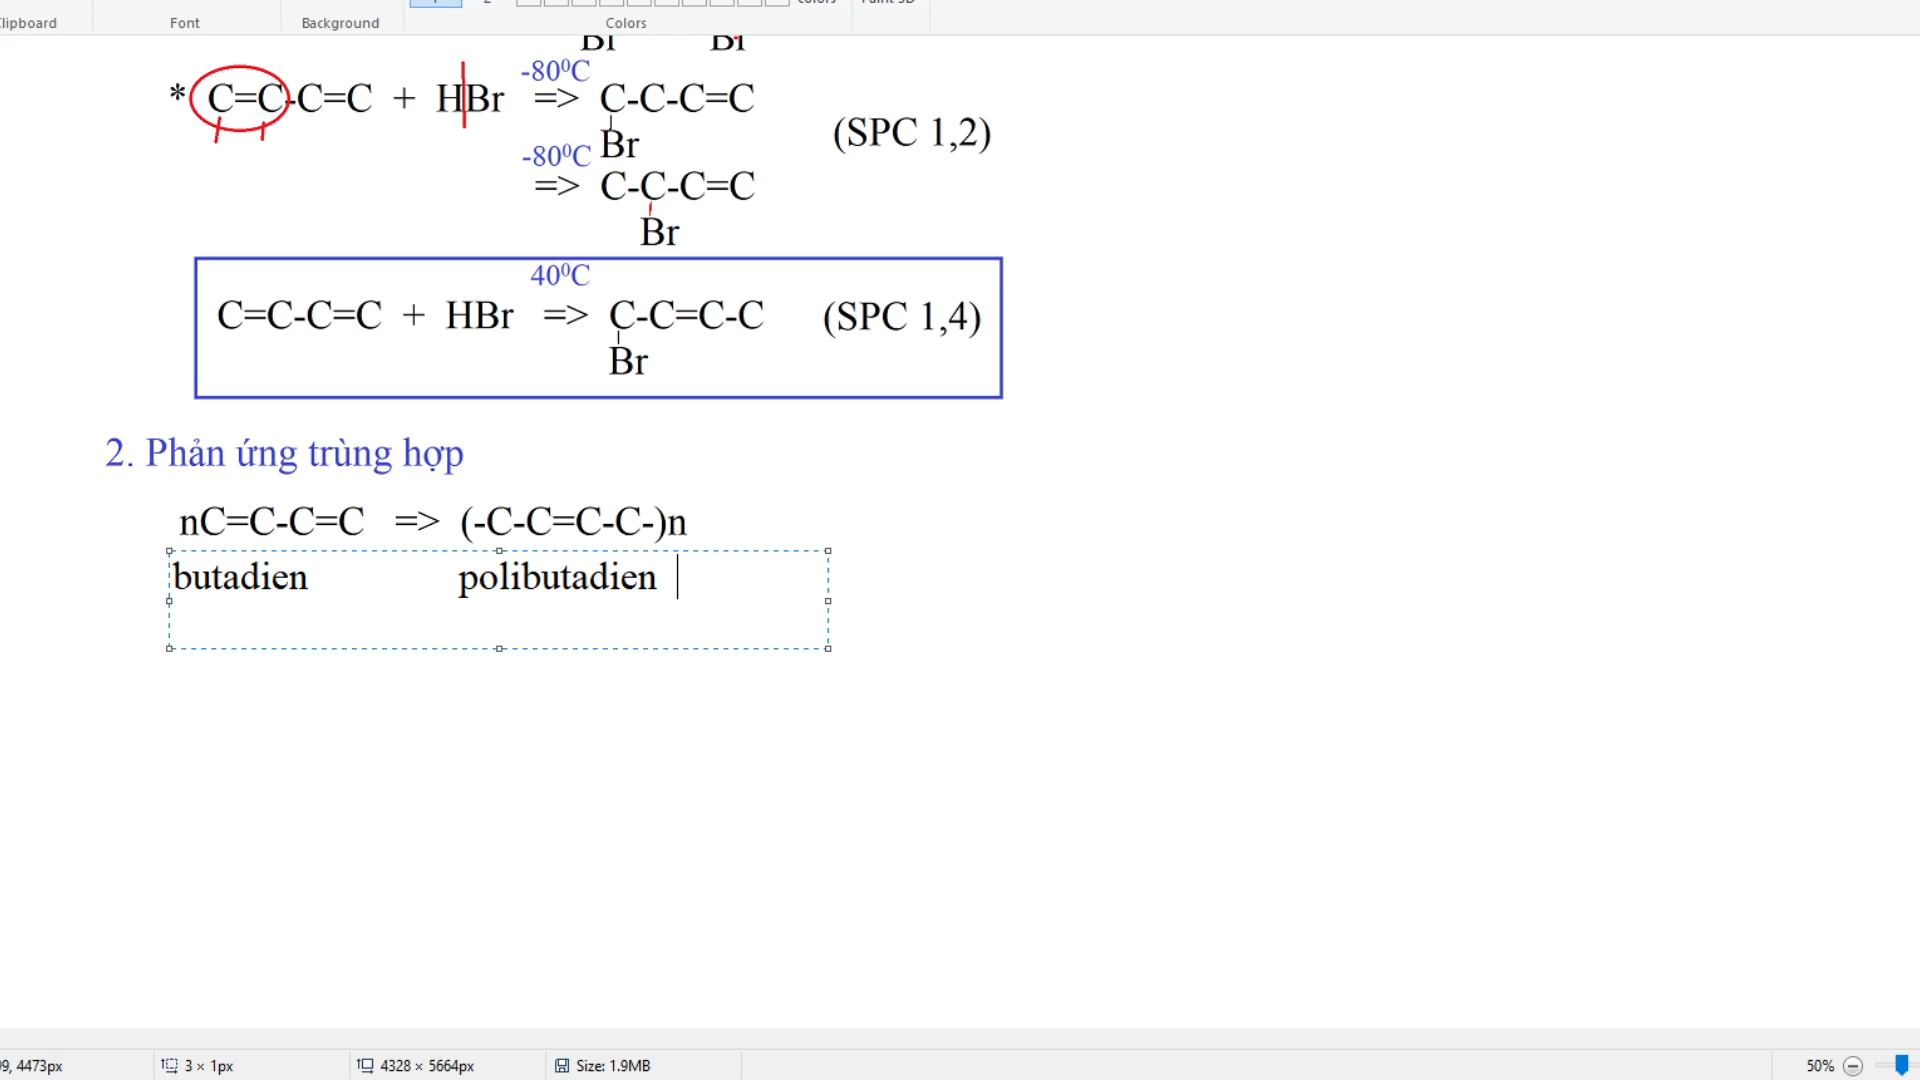 Clipboard Font Background Colors
* C=C-C=C + HBr => C-C-C=C
-80⁰C
Br
(SPC 1,2)
-80⁰C
=> C-C-C=C
Br
40⁰C
C=C-C=C + HBr => C-C=C-C (SPC 1,4)
Br
2. Phản ứng trùng hợp
nC=C-C=C => (-C-C=C-C-)n
butadien polibutadien
4473px 3 × 1px 4328 × 5664px Size: 1.9MB 50%